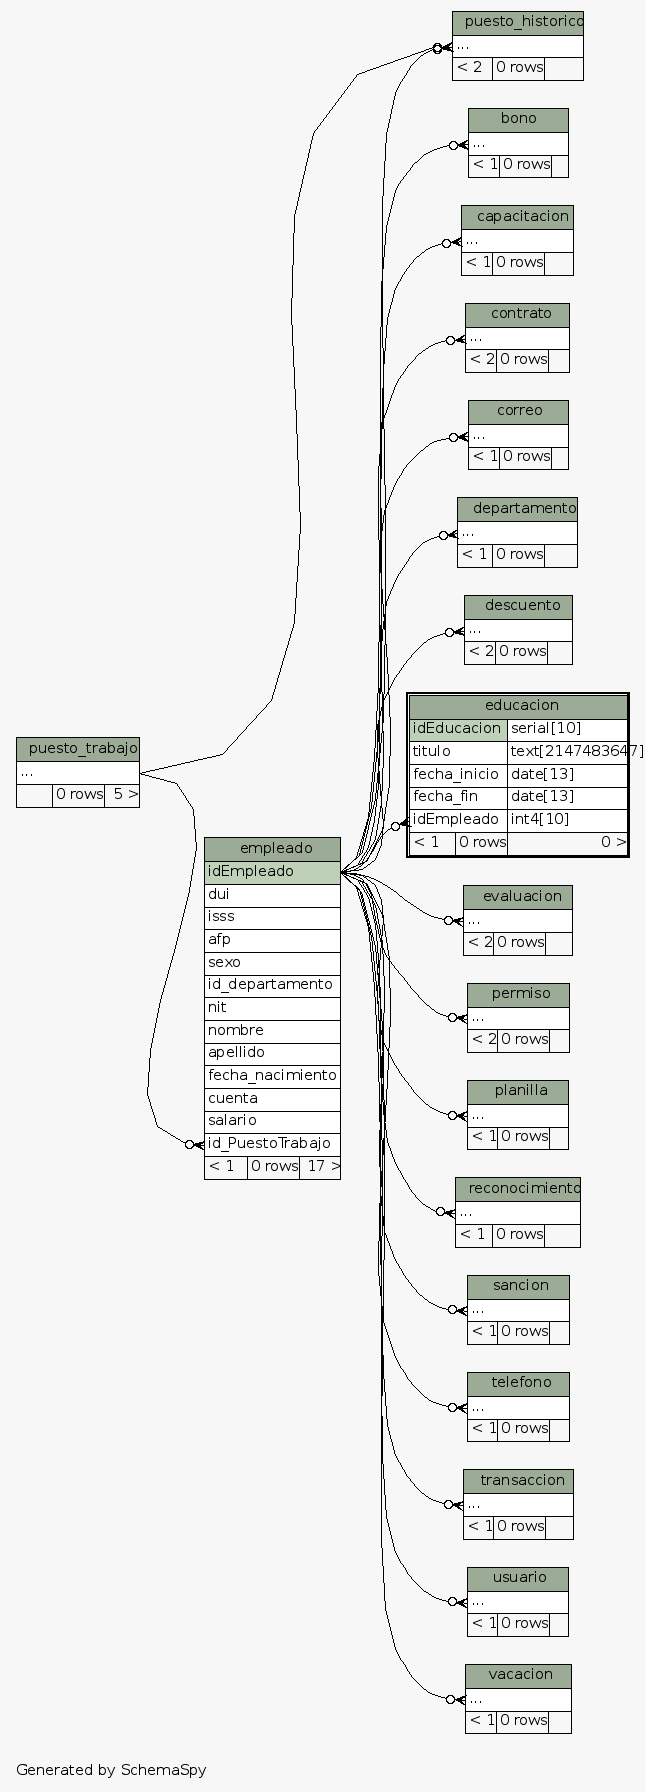 puesto_historico
...
< 2 0 rows
bono
...
< 1 0 rows
capacitacion
...
< 1 0 rows
contrato
...
< 2 0 rows
correo
...
< 1 0 rows
departamento
...
< 1 0 rows
descuento
...
< 2 0 rows
educacion
idEducacion serial[10]
titulo text[2147483647]
fecha_inicio date[13]
fecha_fin date[13]
idEmpleado int4[10]
< 1 0 rows 0 >
puesto_trabajo
...
0 rows 5 >
empleado
idEmpleado
dui
isss
afp
sexo
id_departamento
nit
nombre
apellido
fecha_nacimiento
cuenta
salario
id_PuestoTrabajo
< 1 0 rows 17 >
evaluacion
...
< 2 0 rows
permiso
...
< 2 0 rows
planilla
...
< 1 0 rows
reconocimiento
...
< 1 0 rows
sancion
...
< 1 0 rows
telefono
...
< 1 0 rows
transaccion
...
< 1 0 rows
usuario
...
< 1 0 rows
vacacion
...
< 1 0 rows
Generated by SchemaSpy